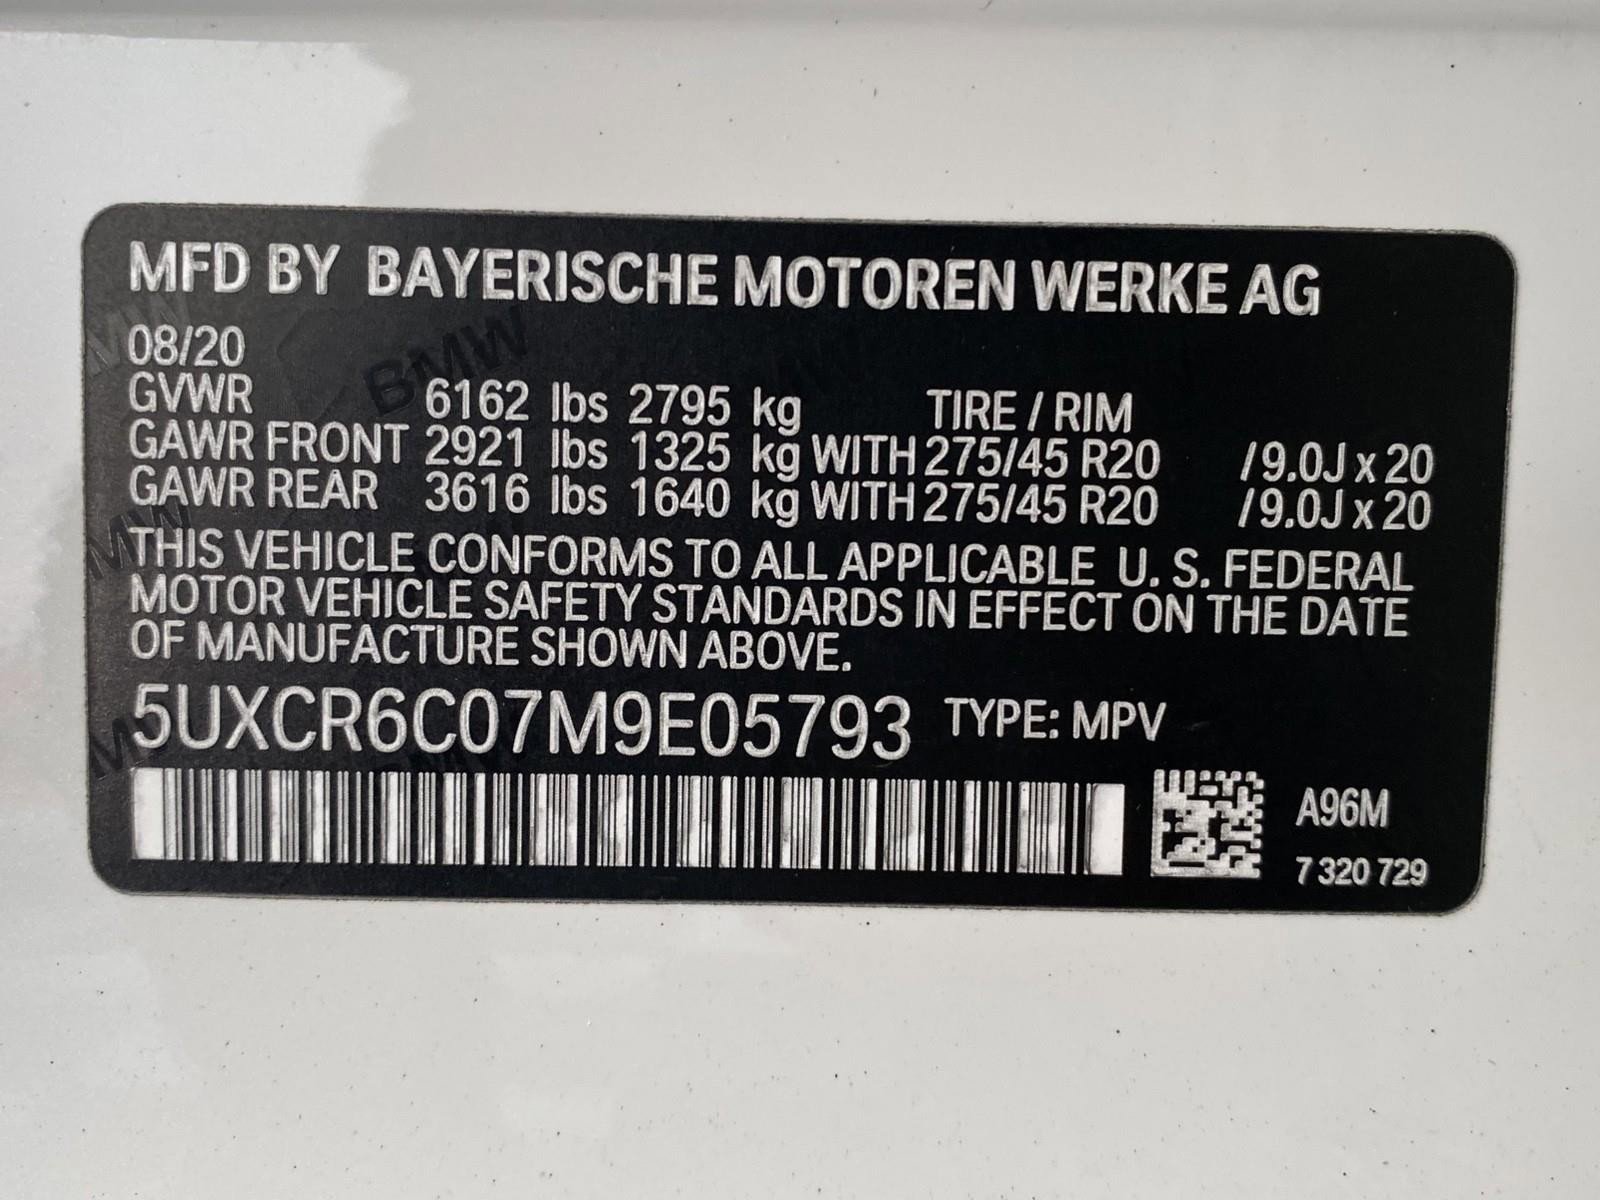 MFD BY BAYERISCHE MOTOREN WERKE AG
08/20
GVWR 6162 lbs 2795 kg TIRE / RIM
GAWR FRONT 2921 lbs 1325 kg WITH 275/45 R20 /9.0J x 20
GAWR REAR 3616 lbs 1640 kg WITH 275/45 R20 /9.0J x 20
THIS VEHICLE CONFORMS TO ALL APPLICABLE U. S. FEDERAL
MOTOR VEHICLE SAFETY STANDARDS IN EFFECT ON THE DATE
OF MANUFACTURE SHOWN ABOVE.
5UXCR6C07M9E05793 TYPE: MPV
A96M
7 320 729
BMW